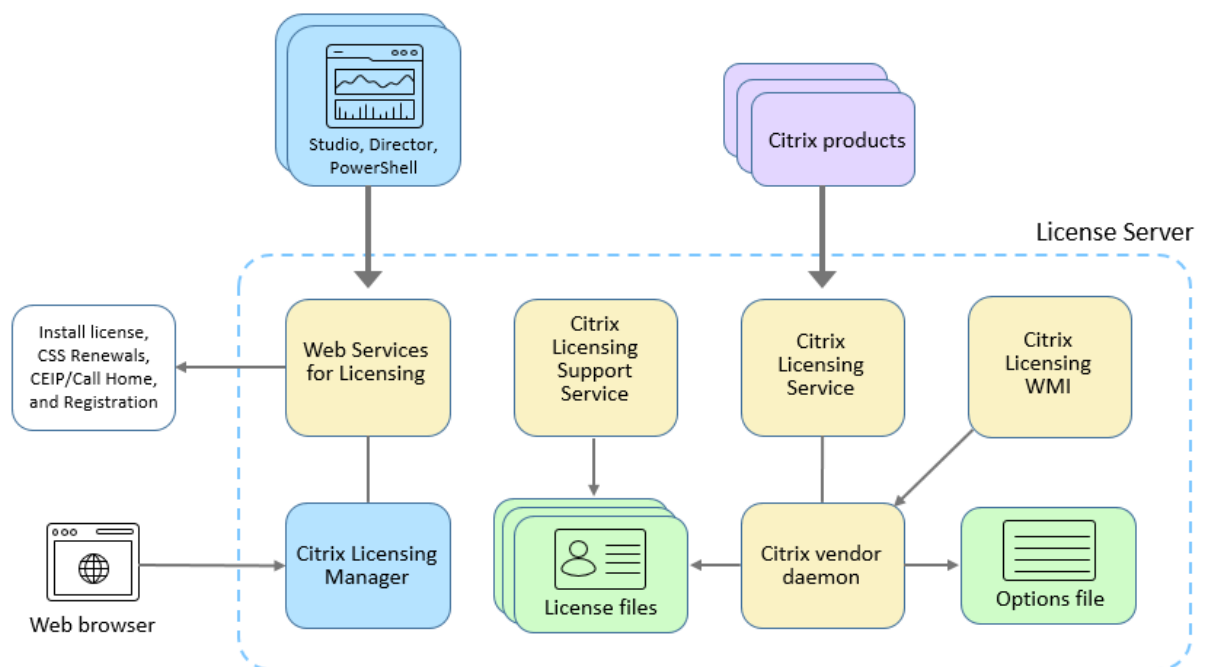 Studio, Director,
PowerShell
Citrix products
License Server
Install license,
CSS Renewals,
CEIP/Call Home,
and Registration
Web Services
for Licensing
Citrix
Licensing
Support
Service
Citrix
Licensing
Service
Citrix
Licensing
WMI
Web browser
Citrix Licensing
Manager
License files
Citrix vendor
daemon
Options file